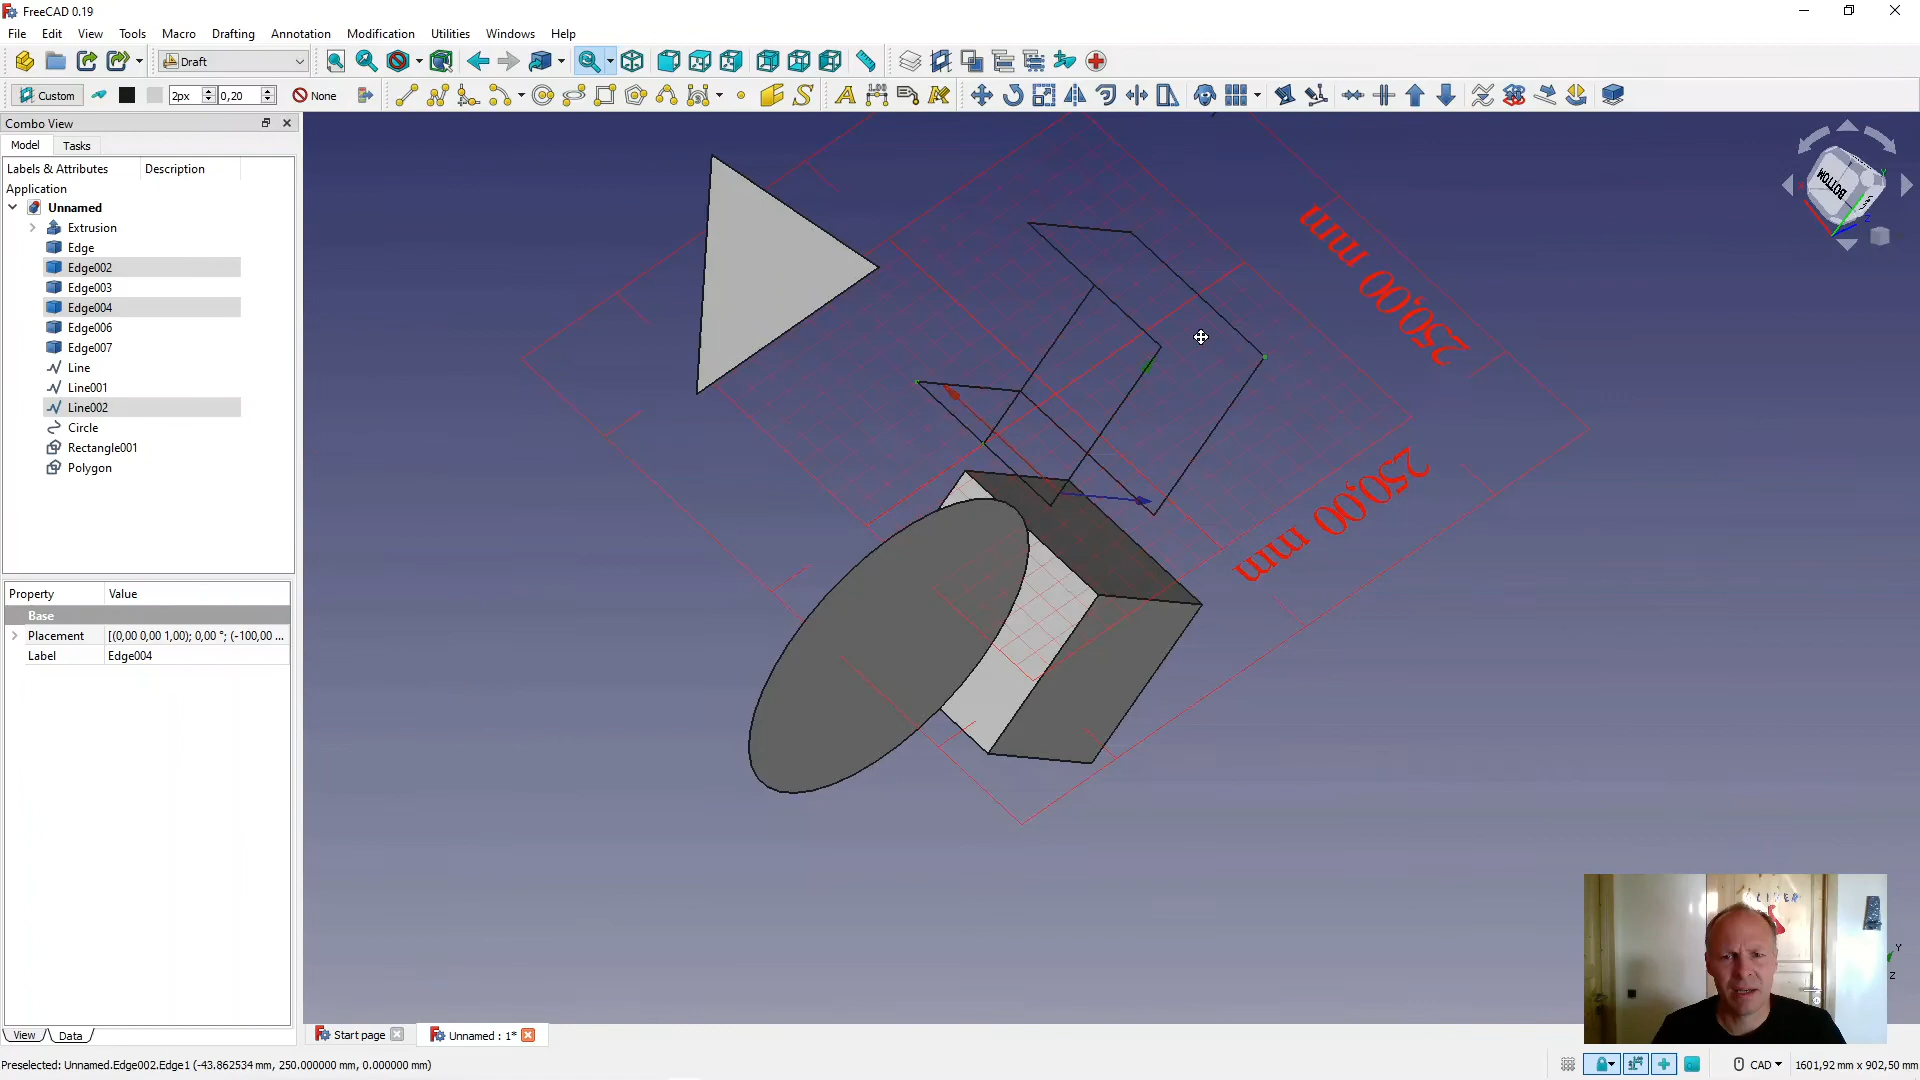 FreeCAD 0.19
File Edit View Tools Macro Drafting Annotation Modification Utilities Windows Help
Draft
Custom 2px 0,20 None
Combo View
Model Tasks
Labels & Attributes Description
Application
Unnamed
Extrusion
Edge
Edge002
Edge003
Edge004
Edge006
Edge007
Line
Line001
Line002
Circle
Rectangle001
Polygon
Property Value
Base
Placement [(0,00 0,00 1,00); 0,00 °; (-100,00 ...
Label Edge004
View Data
250,00 mm
250,00 mm
BOTTOM
Y
Z
Y
Z
Start page Unnamed : 1*
Preselected: Unnamed.Edge002.Edge1 (-43.862534 mm, 250.000000 mm, 0.000000 mm)
CAD 1601,92 mm x 902,50 mm